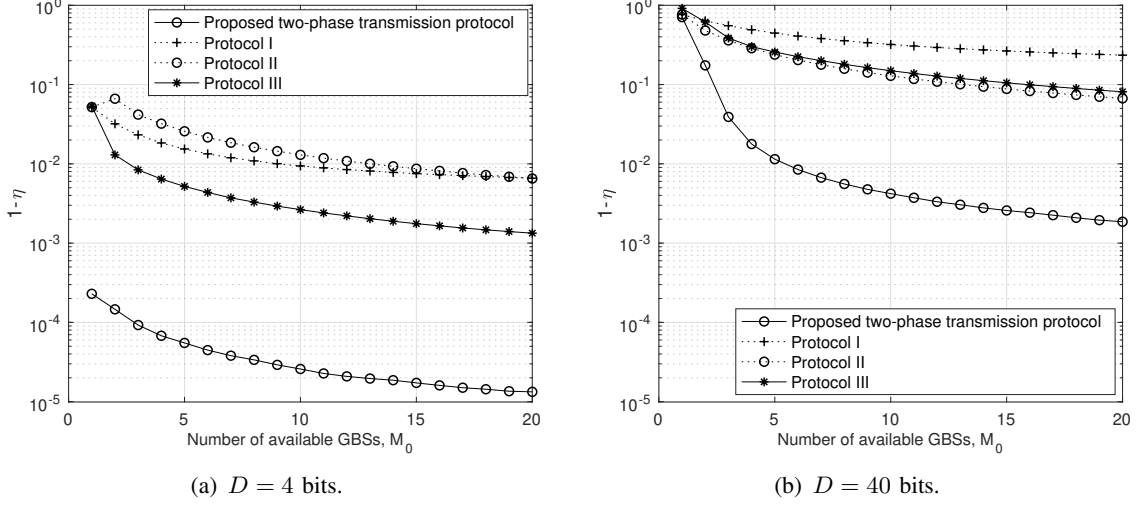 10^0
10^-1
10^-2
10^-3
10^-4
10^-5
1-η
Proposed two-phase transmission protocol
Protocol I
Protocol II
Protocol III
0 5 10 15 20
Number of available GBSs, M_0
(a) D = 4 bits.
10^0
10^-1
10^-2
10^-3
10^-4
10^-5
1-η
Proposed two-phase transmission protocol
Protocol I
Protocol II
Protocol III
0 5 10 15 20
Number of available GBSs, M_0
(b) D = 40 bits.